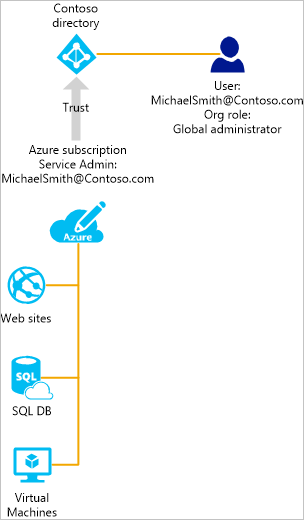 Contoso
directory
User:
MichaelSmith@Contoso.com
Org role:
Global administrator
Trust
Azure subscription
Service Admin:
MichaelSmith@Contoso.com
Azure
Web sites
SQL
SQL DB
Virtual
Machines